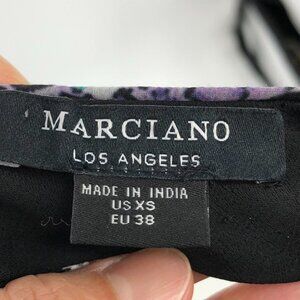 MARCIANO
LOS ANGELES
MADE IN INDIA
US XS
EU 38